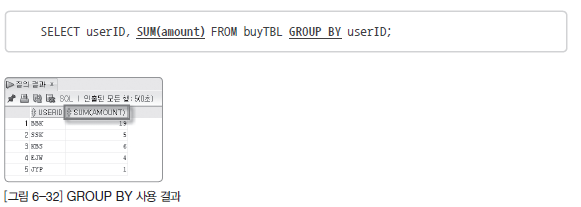 SELECT userID, SUM(amount) FROM buyTBL GROUP BY userID;
질의 결과 ×
SQL | 인출된 모든 행: 5(0초)
USERID SUM(AMOUNT)
1 BBK 19
2 SSK 5
3 KBS 6
4 EJW 4
5 JYP 1
[그림 6-32] GROUP BY 사용 결과